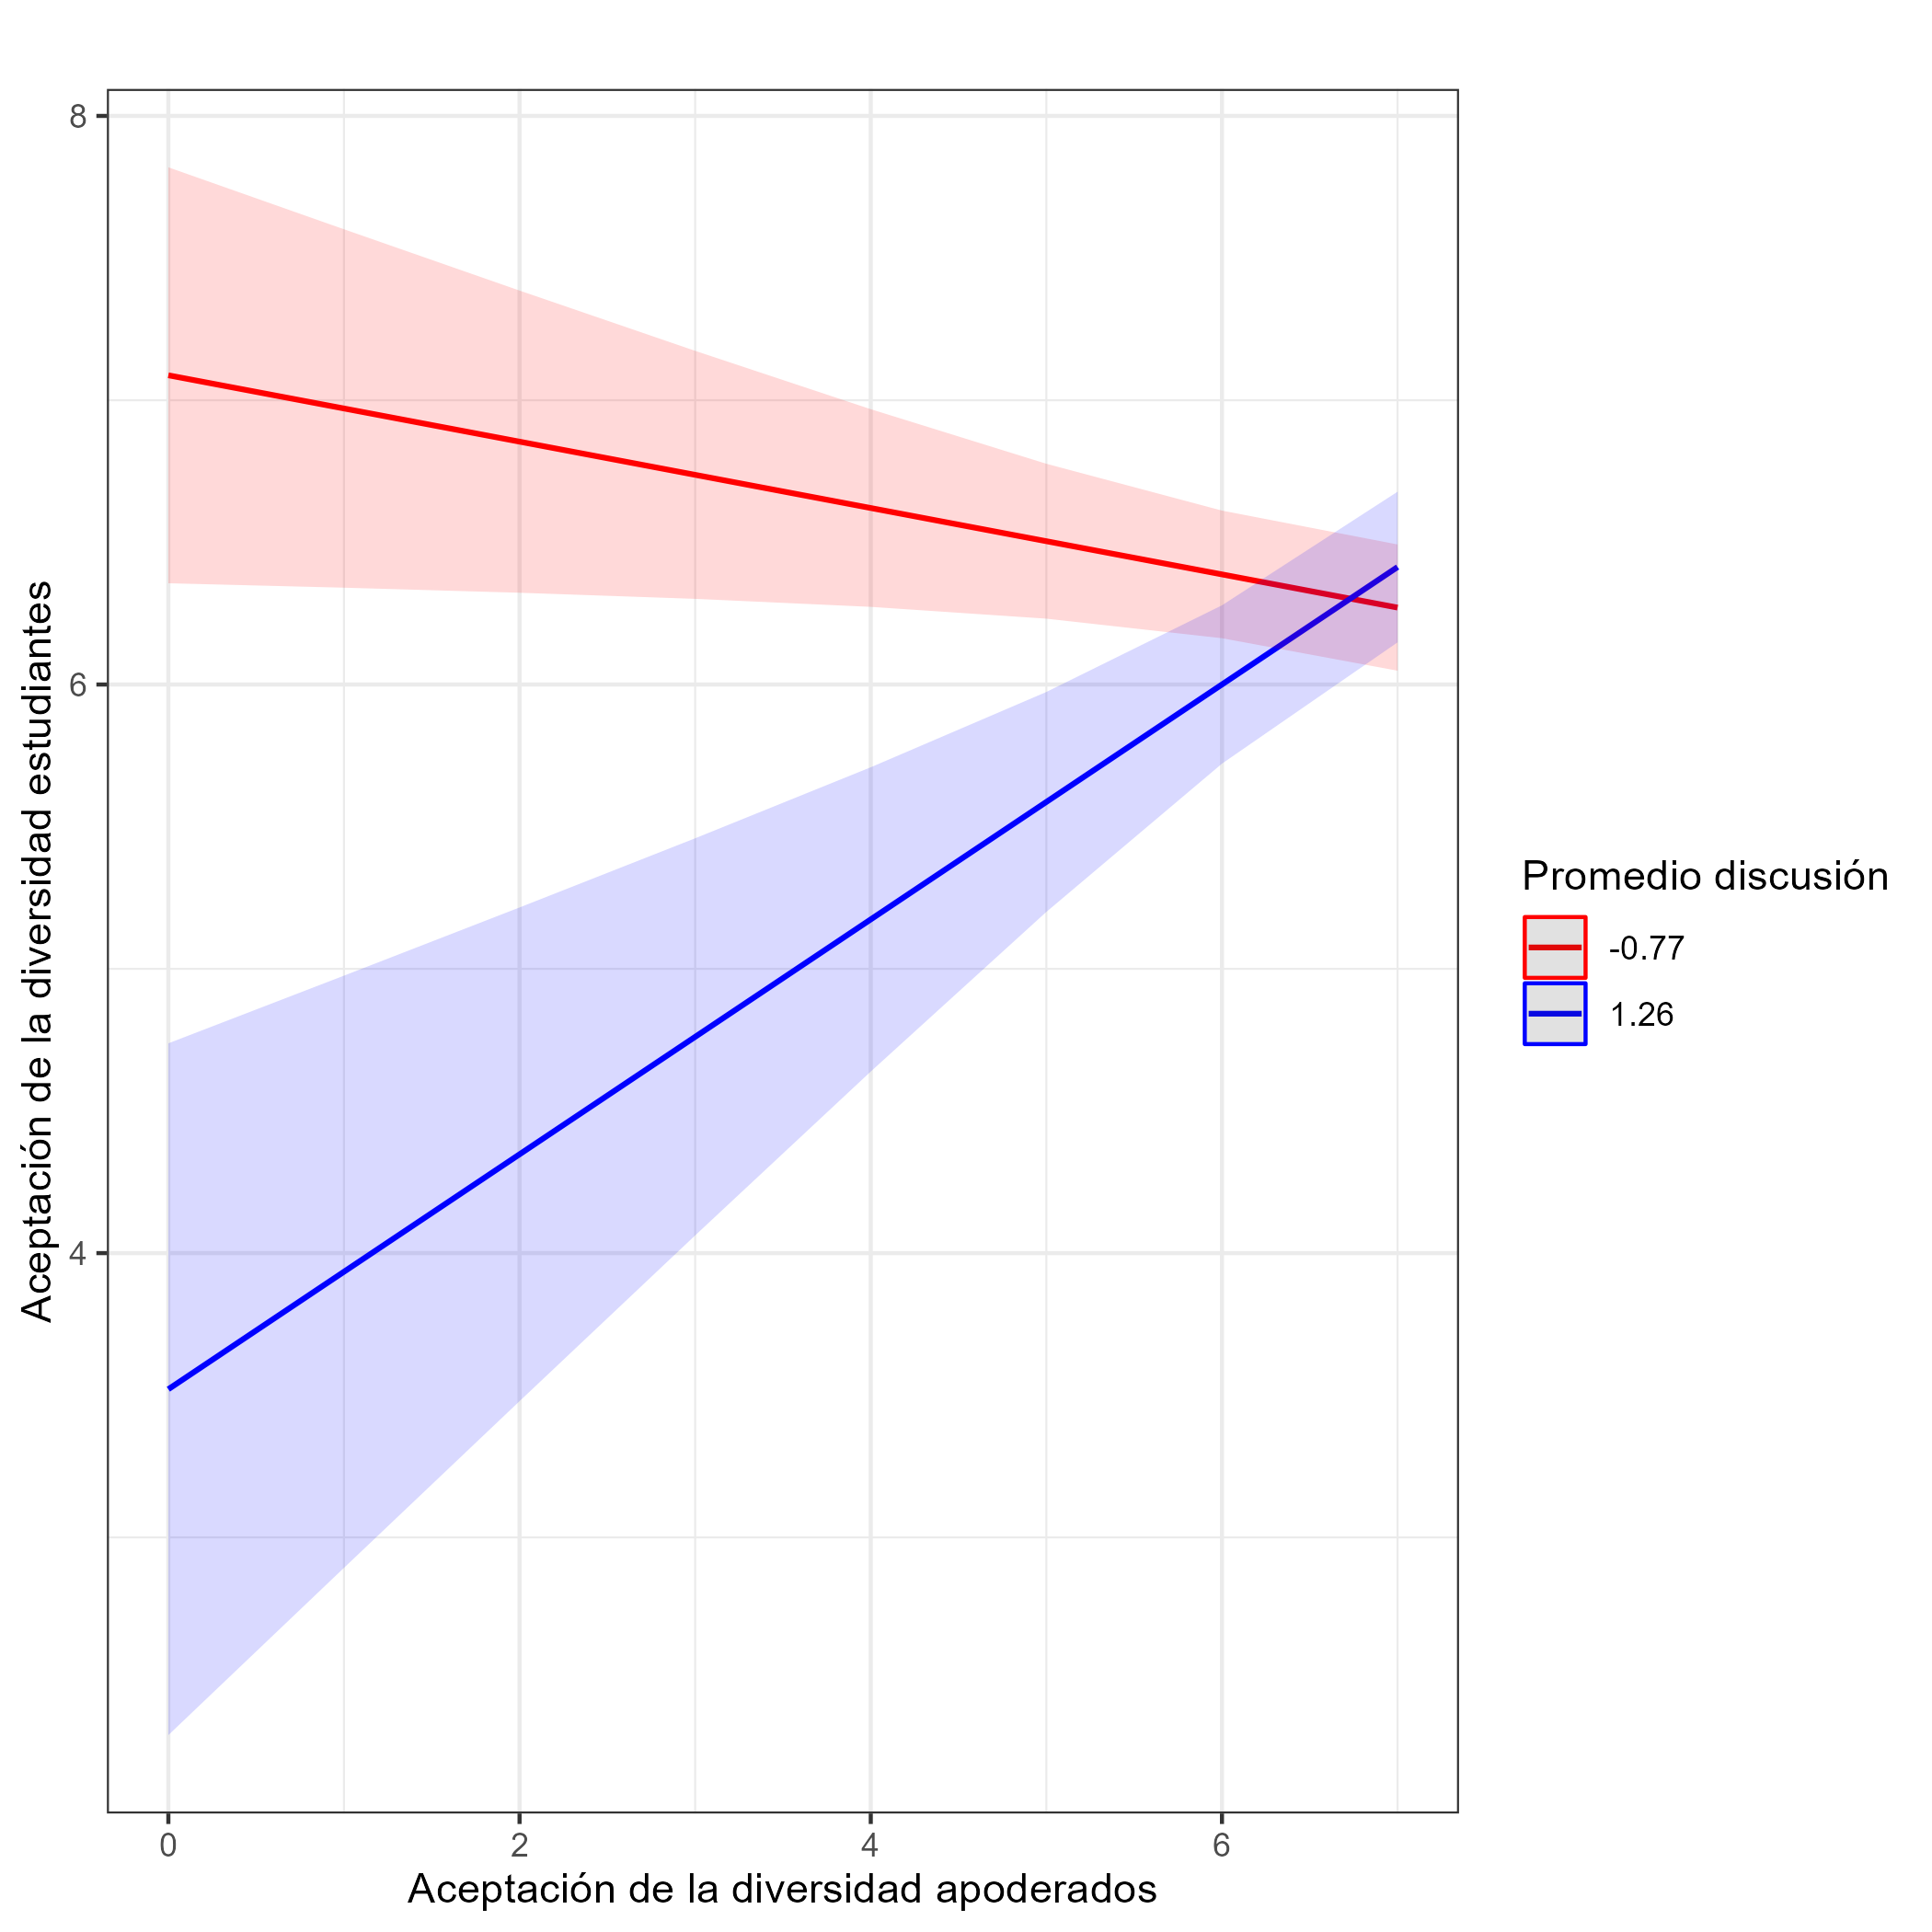 8
6
4
Aceptación de la diversidad estudiantes
0 2 4 6
Aceptación de la diversidad apoderados
Promedio discusión
-0.77
1.26